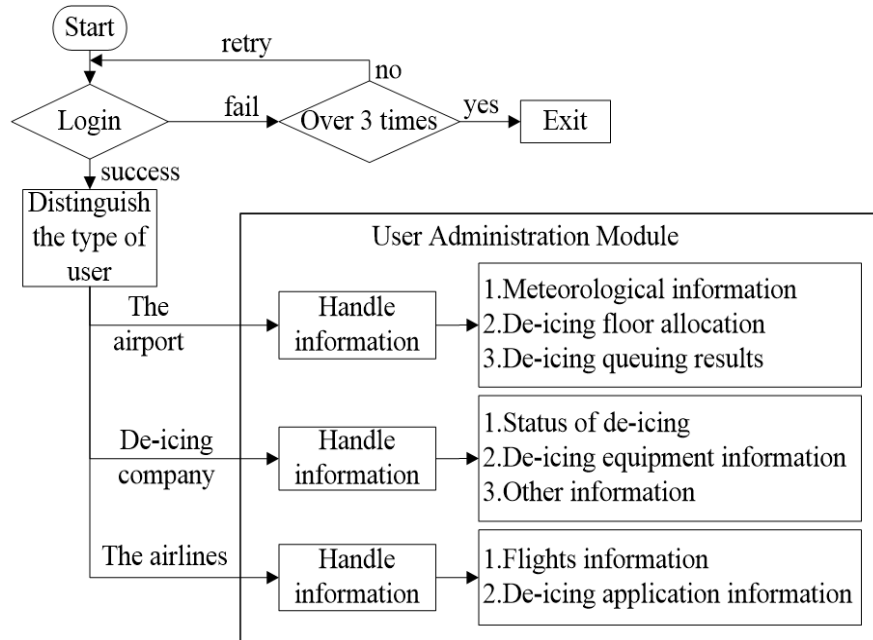 Start
retry
no
Login
fail
Over 3 times
yes
Exit
success
Distinguish
the type of
user
User Administration Module
The
airport
Handle
information
1.Meteorological information
2.De-icing floor allocation
3.De-icing queuing results
De-icing
company
Handle
information
1.Status of de-icing
2.De-icing equipment information
3.Other information
The airlines
Handle
information
1.Flights information
2.De-icing application information